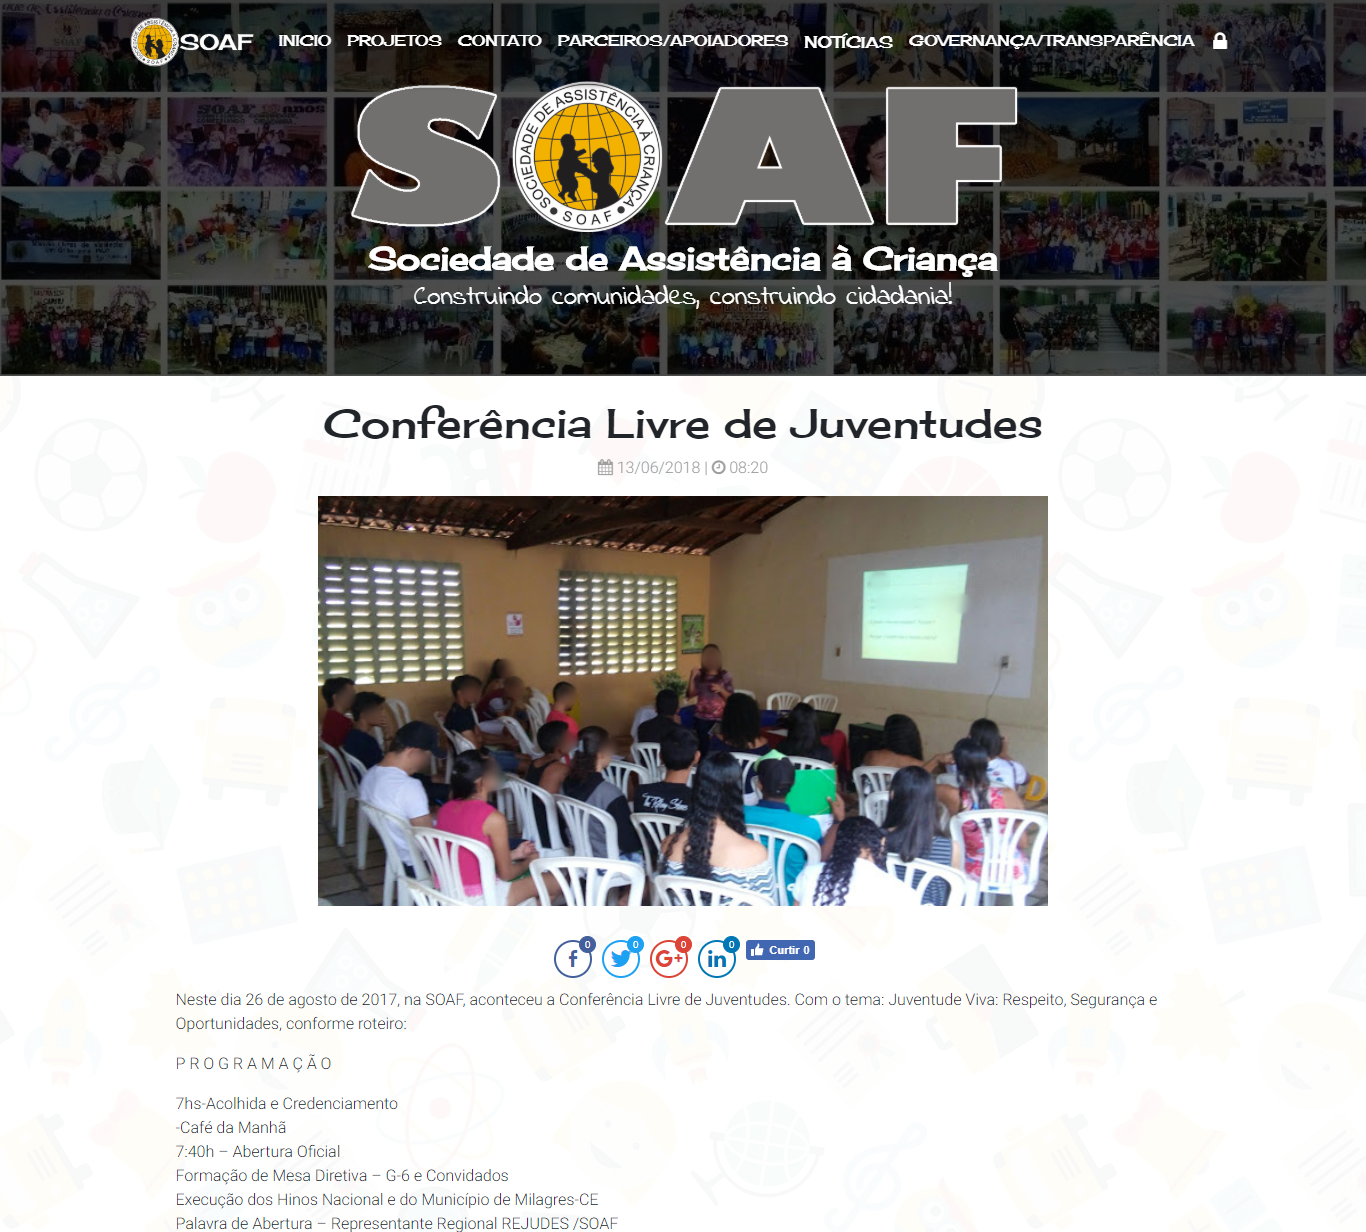 SOAF
INICIO PROJETOS CONTATO PARCEIROS/APOIADORES NOTÍCIAS GOVERNANÇA/TRANSPARÊNCIA
SOAF
SOCIEDADE DE ASSISTÊNCIA À CRIANÇA
SOAF
Sociedade de Assistência à Criança
Construindo comunidades, construindo cidadania!
Conferência Livre de Juventudes
13/06/2018 | 08:20
0 0 0 0 Curtir 0
Neste dia 26 de agosto de 2017, na SOAF, aconteceu a Conferência Livre de Juventudes. Com o tema: Juventude Viva: Respeito, Segurança e
Oportunidades, conforme roteiro:
P R O G R A M A Ç Ã O
7hs-Acolhida e Credenciamento
-Café da Manhã
7:40h – Abertura Oficial
Formação de Mesa Diretiva – G-6 e Convidados
Execução dos Hinos Nacional e do Município de Milagres-CE
Palavra de Abertura – Representante Regional REJUDES /SOAF